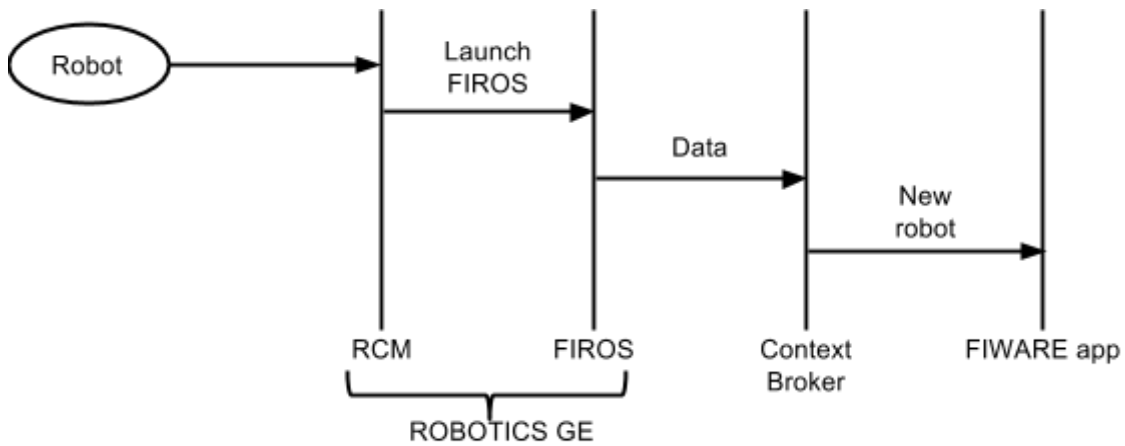 Robot
Launch
FIROS
Data
New
robot
RCM
FIROS
Context
Broker
FIWARE app
ROBOTICS GE